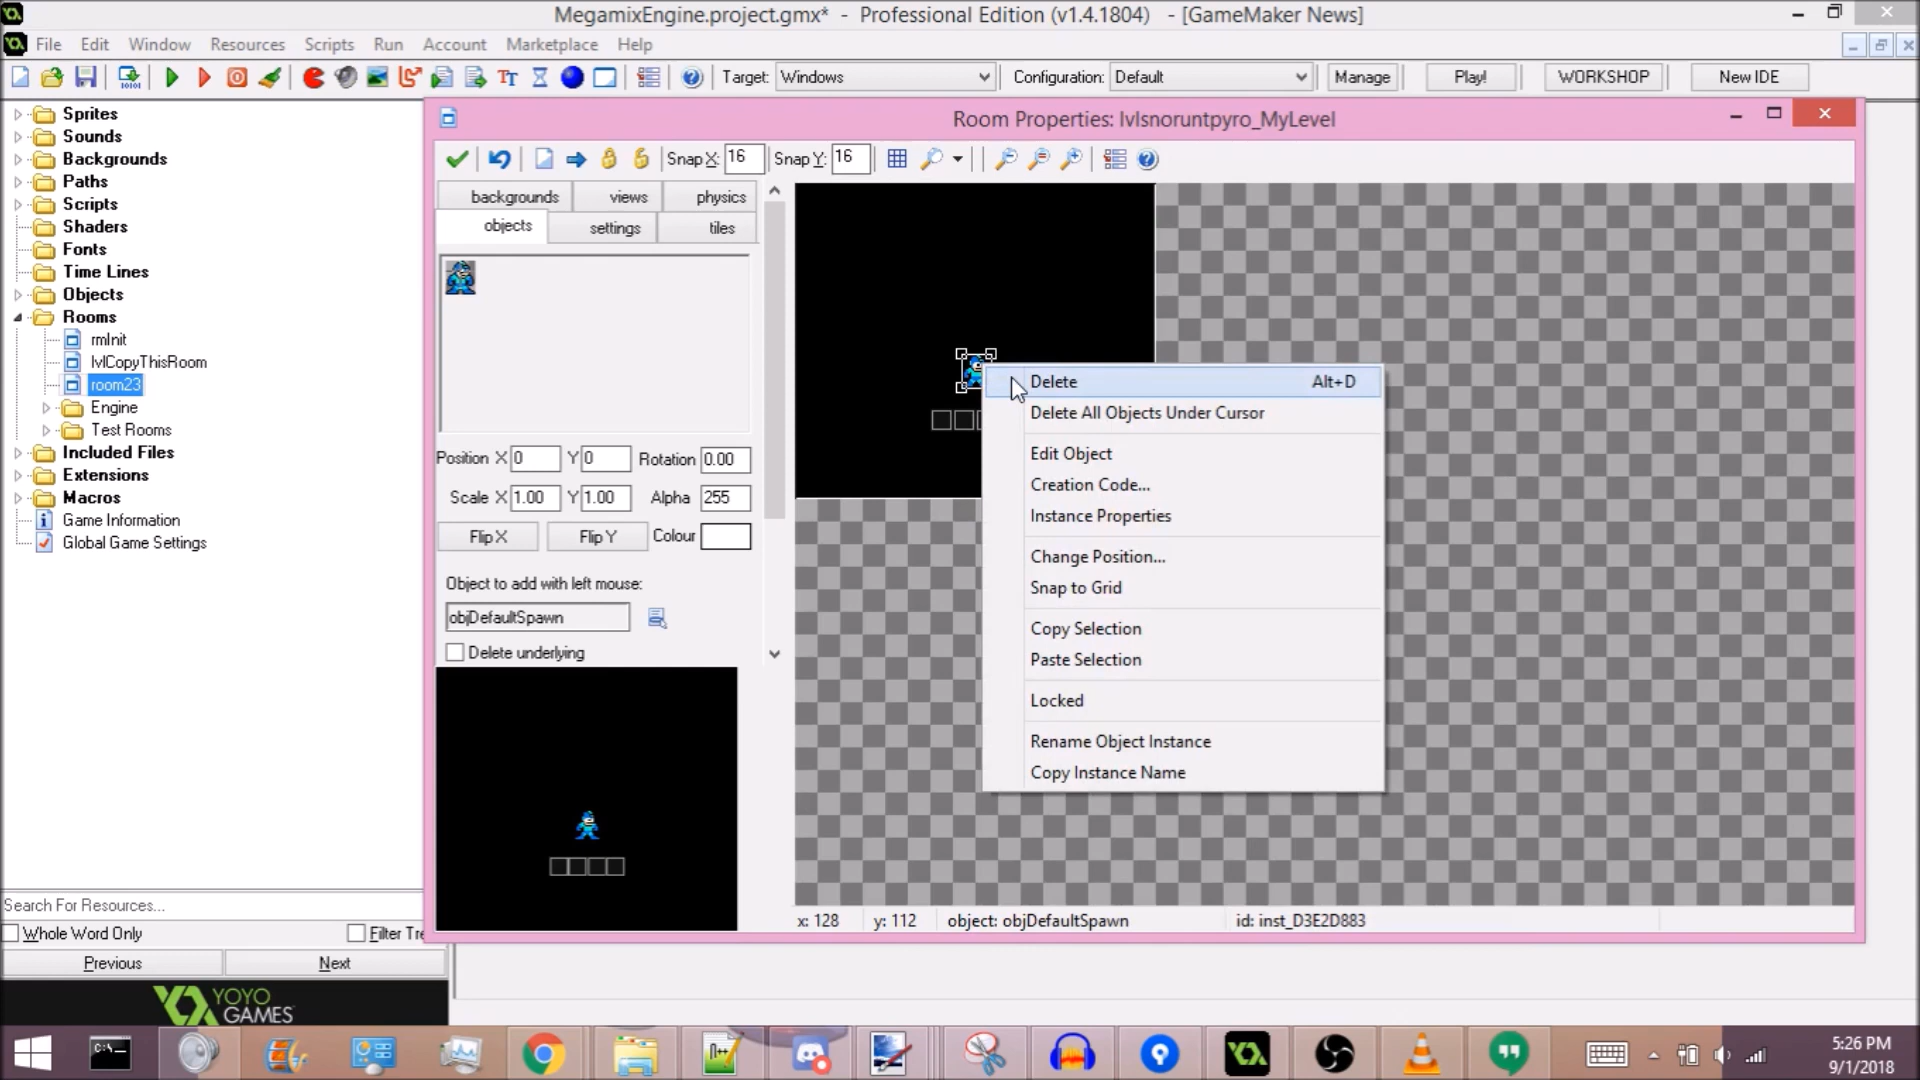 MegamixEngine.project.gmx* - Professional Edition (v1.4.1804) - [GameMaker News]
File Edit Window Resources Scripts Run Account Marketplace Help
Target: Windows Configuration: Default Manage Play! WORKSHOP New IDE
Sprites
Sounds
Backgrounds
Paths
Scripts
Shaders
Fonts
Time Lines
Objects
Rooms
rmInit
lvlCopyThisRoom
room23
Engine
Test Rooms
Included Files
Extensions
Macros
Game Information
Global Game Settings
Search For Resources...
Whole Word Only Filter Tre
Previous Next
YOYO
GAMES
Room Properties: lvlsnoruntpyro_MyLevel
Snap X: 16 Snap Y: 16
backgrounds views physics
objects settings tiles
Position X 0 Y 0 Rotation 0.00
Scale X 1.00 Y 1.00 Alpha 255
Flip X Flip Y Colour
Object to add with left mouse:
objDefaultSpawn
Delete underlying
Delete Alt+D
Delete All Objects Under Cursor
Edit Object
Creation Code...
Instance Properties
Change Position...
Snap to Grid
Copy Selection
Paste Selection
Locked
Rename Object Instance
Copy Instance Name
x: 128 y: 112 object: objDefaultSpawn id: inst_D3E2D883
5:26 PM
9/1/2018